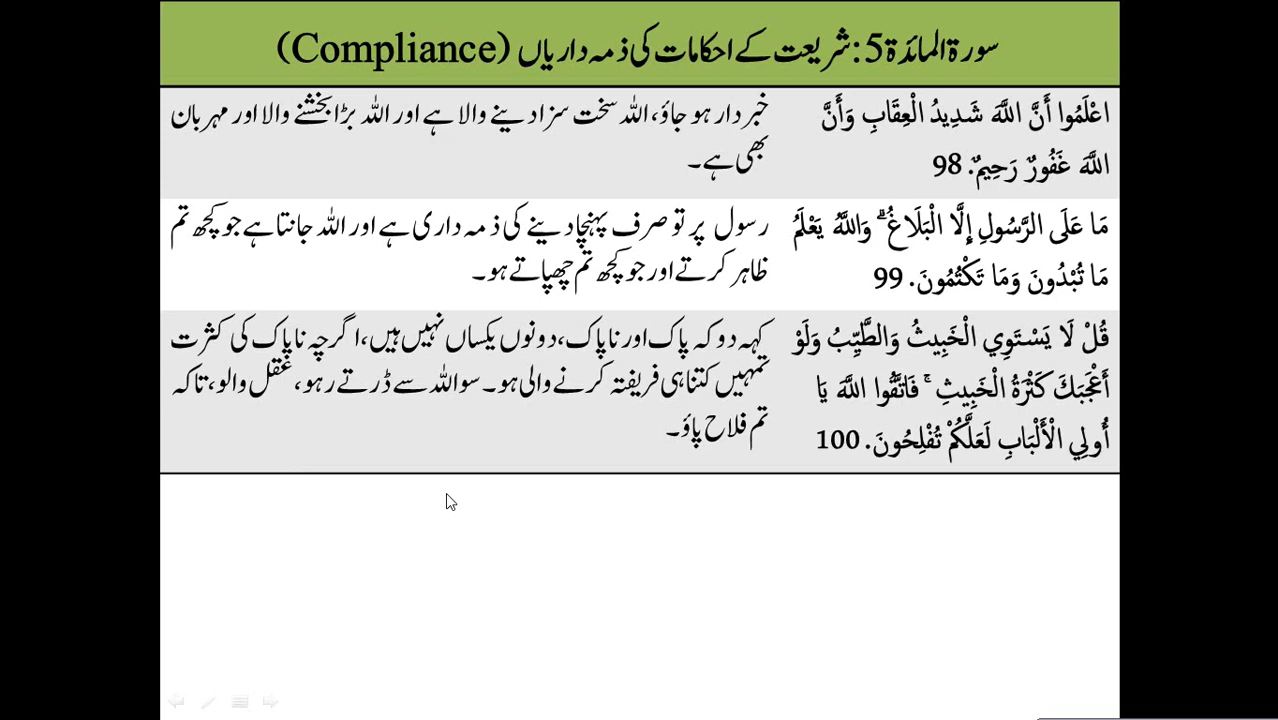 سورۃ المائدۃ 5: شریعت کے احکامات کی ذمہ داریاں (Compliance)
اعْلَمُوا أَنَّ اللَّهَ شَدِيدُ الْعِقَابِ وَأَنَّ
اللَّهَ غَفُورٌ رَحِيمٌ. 98
خبردار ہو جاؤ، اللہ سخت سزا دینے والا ہے اور اللہ بڑا بخشنے والا اور مہربان
بھی ہے۔
مَا عَلَى الرَّسُولِ إِلَّا الْبَلَاغُ ۗ وَاللَّهُ يَعْلَمُ
مَا تُبْدُونَ وَمَا تَكْتُمُونَ. 99
رسول پر تو صرف پہنچا دینے کی ذمہ داری ہے اور اللہ جانتا ہے جو کچھ تم
ظاہر کرتے اور جو کچھ تم چھپاتے ہو۔
قُلْ لَا يَسْتَوِي الْخَبِيثُ وَالطَّيِّبُ وَلَوْ
أَعْجَبَكَ كَثْرَةُ الْخَبِيثِ ۚ فَاتَّقُوا اللَّهَ يَا
أُولِي الْأَلْبَابِ لَعَلَّكُمْ تُفْلِحُونَ. 100
کہہ دو کہ پاک اور ناپاک، دونوں یکساں نہیں ہیں، اگرچہ ناپاک کی کثرت
تمہیں کتنا ہی فریفتہ کرنے والی ہو۔ سو اللہ سے ڈرتے رہو، عقل والو، تاکہ
تم فلاح پاؤ۔